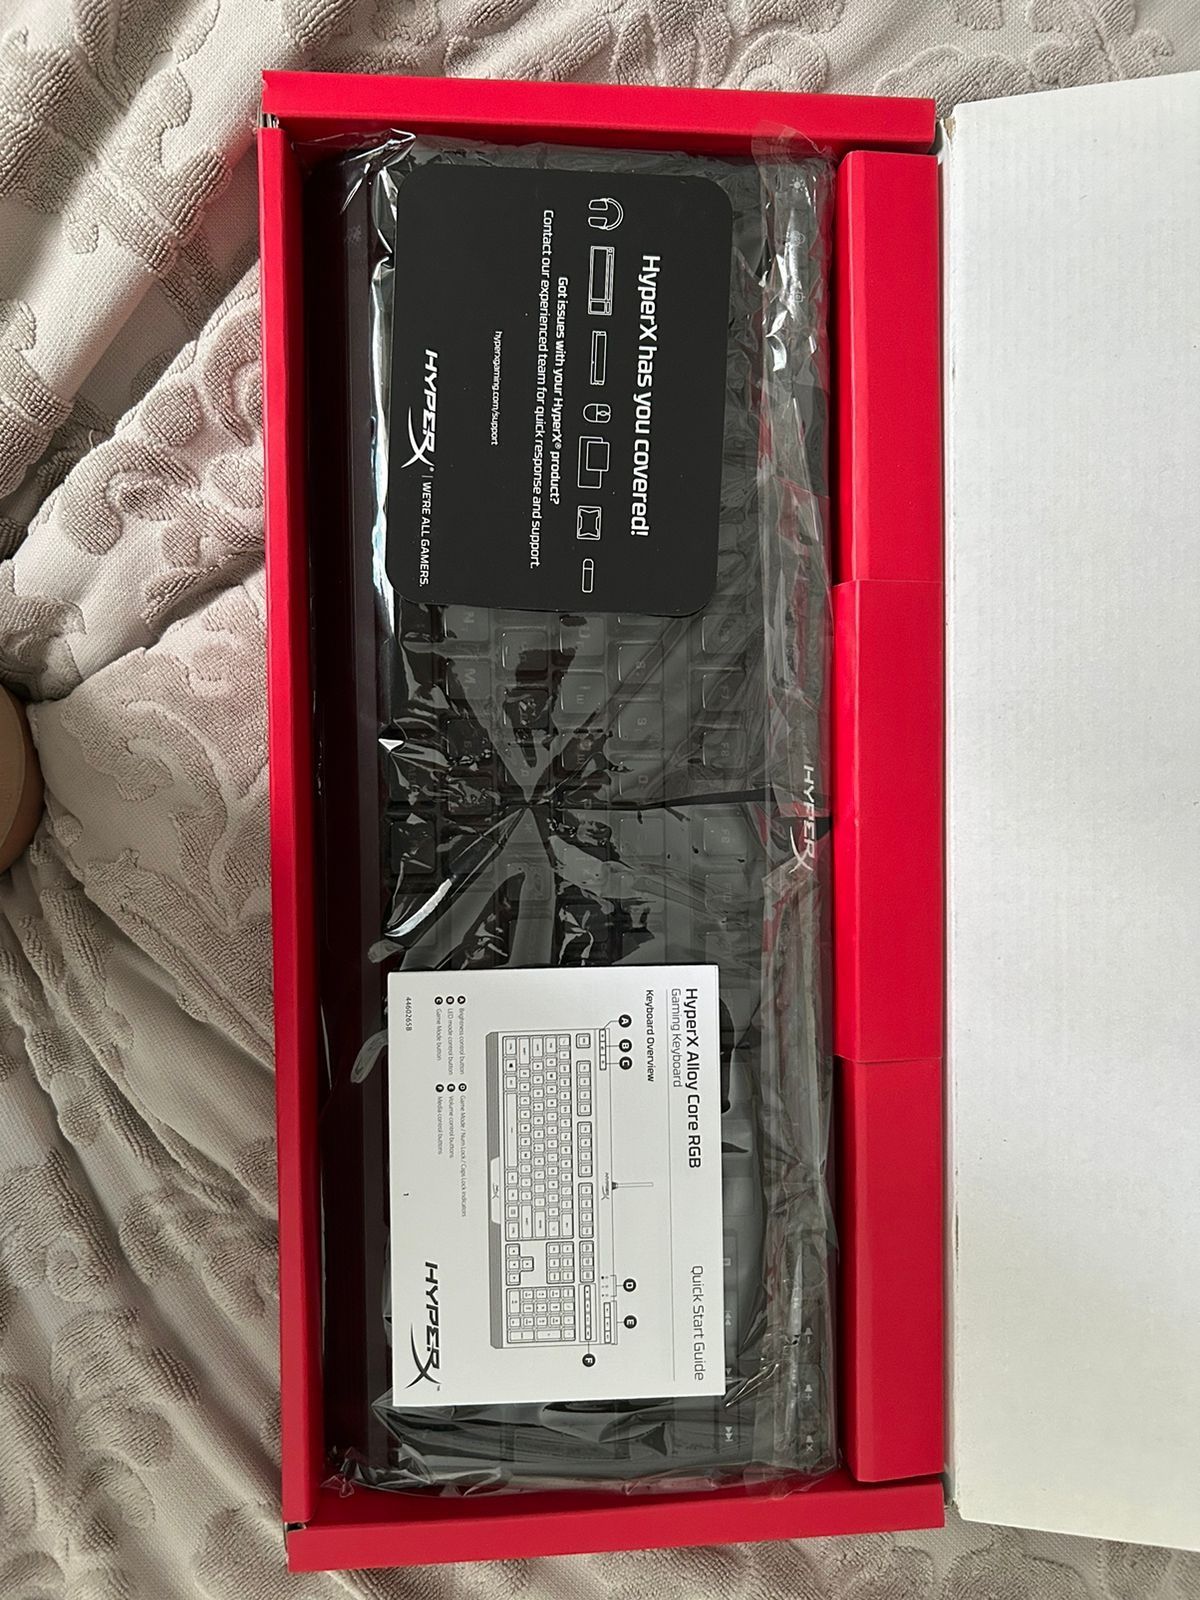 HyperX has you covered!
Got issues with your HyperX® product?
Contact our experienced team for quick response and support.
hyperxgaming.com/support
HYPERX® | WE'RE ALL GAMERS.
HYPERX
HyperX Alloy Core RGB
Gaming Keyboard
Quick Start Guide
Keyboard Overview
A
B C
D
E
F
HYPERX
A Brightness control button
B LED mode control button
C Game Mode button
D Game Mode / Num Lock / Caps Lock indicators
E Volume control buttons
F Media control buttons
4460265B
1
HYPERX™